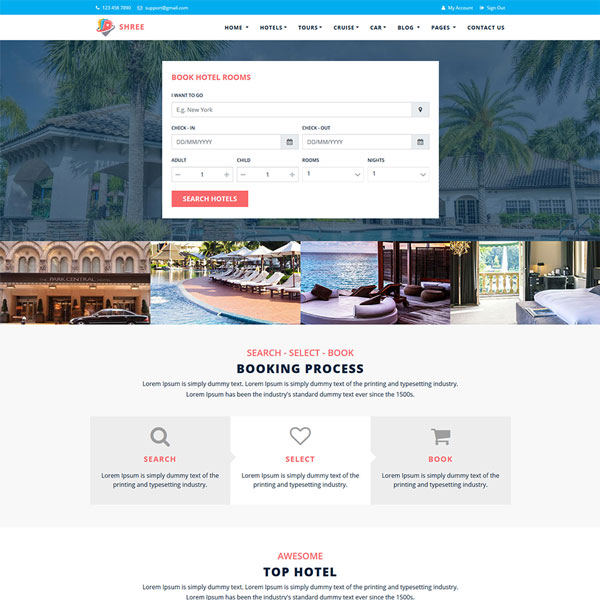 123 456 7890 support@gmail.com My Account Sign Out
SHREE HOME HOTELS TOURS CRUISE CAR BLOG PAGES CONTACT US
BOOK HOTEL ROOMS
I WANT TO GO
E.g. New York
CHECK - IN CHECK - OUT
DD/MM/YYYY DD/MM/YYYY
ADULT CHILD ROOMS NIGHTS
1 1 1 1
THE PARK CENTRAL HOTEL
SEARCH - SELECT - BOOK
BOOKING PROCESS
Lorem Ipsum is simply dummy text. Lorem Ipsum is simply dummy text of the printing and typesetting industry.
Lorem Ipsum has been the industry's standard dummy text ever since the 1500s.
SEARCH SELECT BOOK
Lorem Ipsum is simply dummy text of the Lorem Ipsum is simply dummy text of the Lorem Ipsum is simply dummy text of the
printing and typesetting industry. printing and typesetting industry. printing and typesetting industry.
AWESOME
TOP HOTEL
Lorem Ipsum is simply dummy text. Lorem Ipsum is simply dummy text of the printing and typesetting industry.
Lorem Ipsum has been the industry's standard dummy text ever since the 1500s.